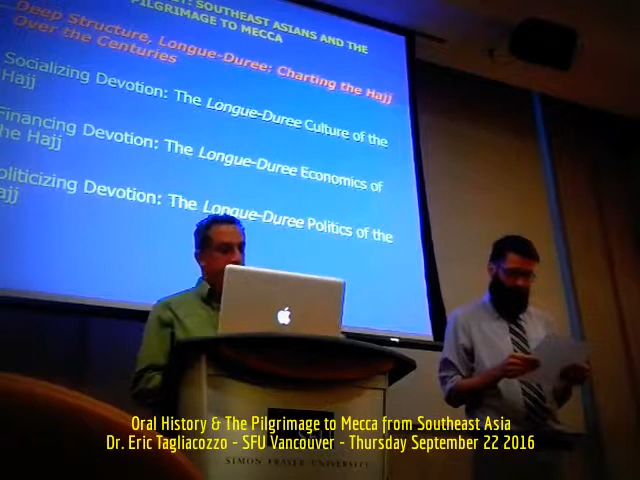 SOUTHEAST ASIANS AND THE
PILGRIMAGE TO MECCA
Deep Structure, Longue-Duree: Charting the Hajj
Over the Centuries
Socializing Devotion: The Longue-Duree Culture of the
Hajj
Financing Devotion: The Longue-Duree Economics of
the Hajj
oliticizing Devotion: The Longue-Duree Politics of the
ajj
Oral History & The Pilgrimage to Mecca from Southeast Asia
Dr. Eric Tagliacozzo - SFU Vancouver - Thursday September 22 2016
SIMON FRASER UNIVERSITY